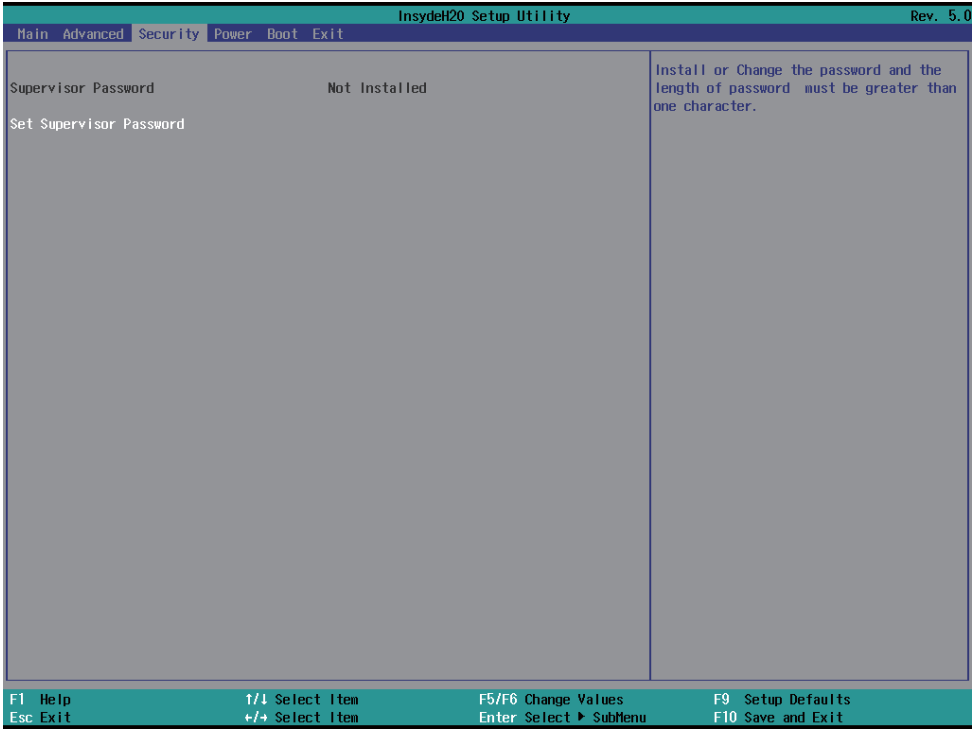 InsydeH20 Setup Utility Rev. 5.0
Main Advanced Security Power Boot Exit
Supervisor Password Not Installed
Set Supervisor Password
Install or Change the password and the
length of password must be greater than
one character.
F1 Help ↑/↓ Select Item F5/F6 Change Values F9 Setup Defaults
Esc Exit ←/→ Select Item Enter Select ▶ SubMenu F10 Save and Exit